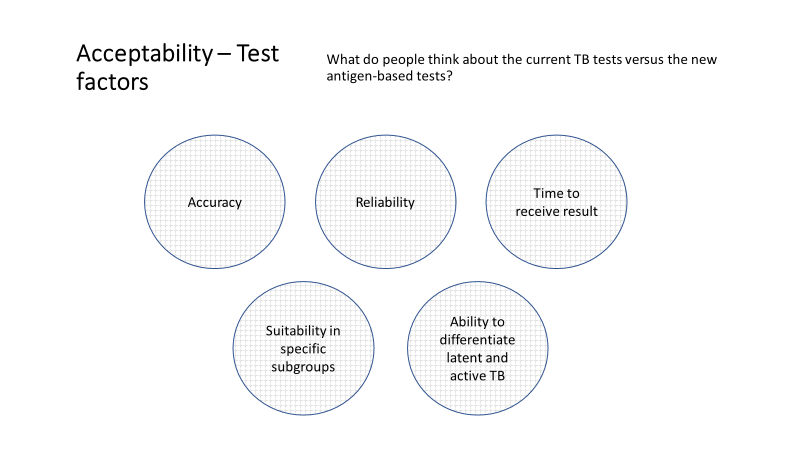 Acceptability – Test
factors
What do people think about the current TB tests versus the new
antigen-based tests?
Accuracy
Reliability
Time to
receive result
Suitability in
specific
subgroups
Ability to
differentiate
latent and
active TB